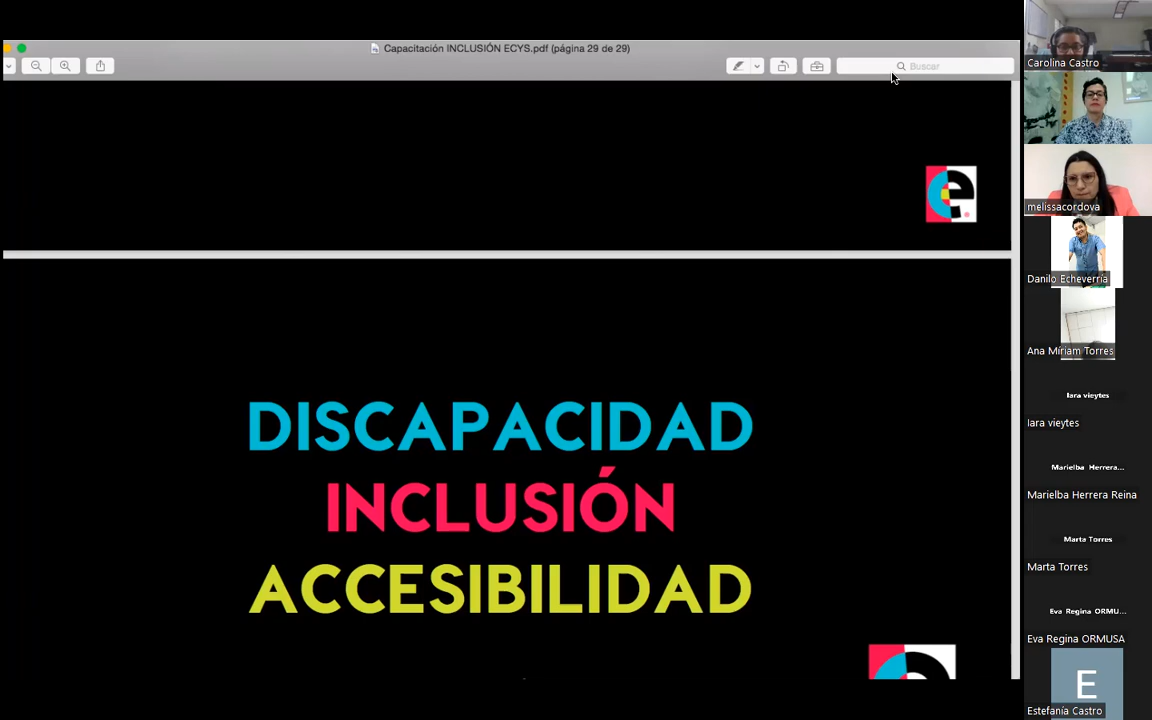 Capacitación INCLUSIÓN ECYS.pdf (página 29 de 29)
Buscar
DISCAPACIDAD
INCLUSIÓN
ACCESIBILIDAD
Carolina Castro
melissacordova
Danilo Echeverría
Ana Míriam Torres
Iara vieytes
Iara vieytes
Marielba Herrera...
Marielba Herrera Reina
Marta Torres
Marta Torres
Eva Regina ORMU...
Eva Regina ORMUSA
E
Estefanía Castro